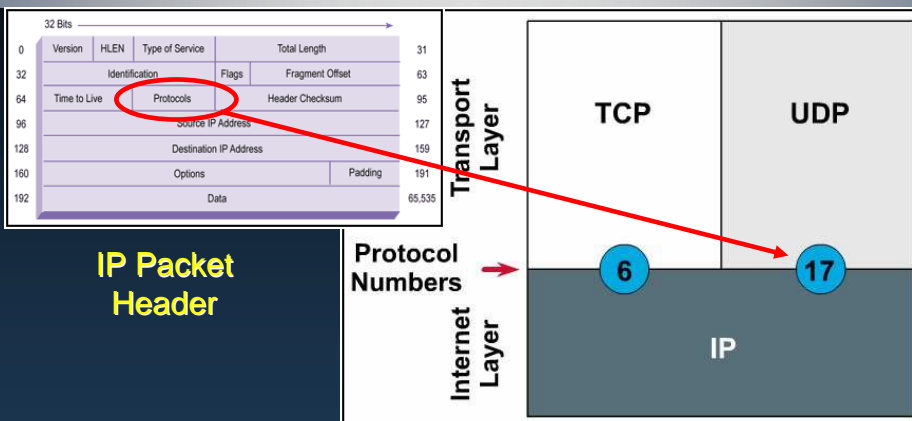 32 Bits
0 Version HLEN Type of Service Total Length 31
32 Identification Flags Fragment Offset 63
64 Time to Live Protocols Header Checksum 95
96 Source IP Address 127
128 Destination IP Address 159
160 Options Padding 191
192 Data 65,535
IP Packet
Header
Transport
Layer
TCP
UDP
Protocol
Numbers
6
17
Internet
Layer
IP